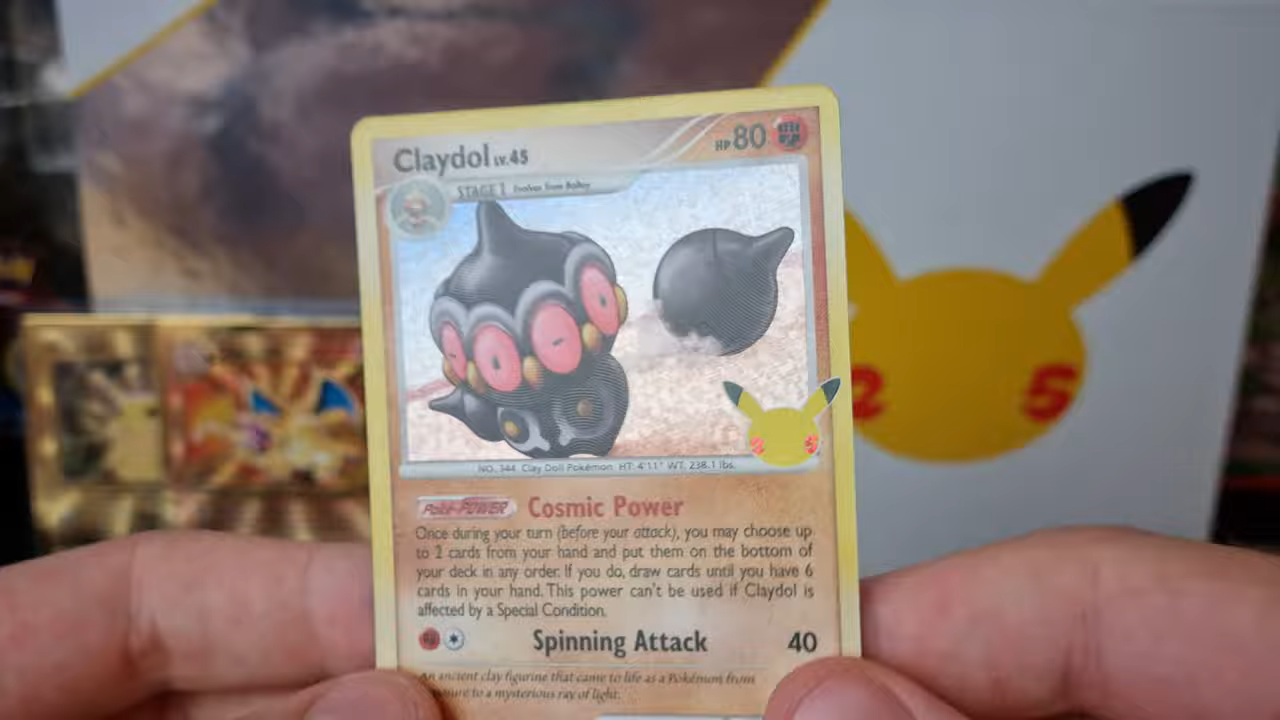 Claydol LV.45
HP 80
STAGE 1 Evolves from Baltoy
NO. 344 Clay Doll Pokémon HT: 4'11" WT: 238.1 lbs.
Poké-POWER Cosmic Power
Once during your turn (before your attack), you may choose up
to 2 cards from your hand and put them on the bottom of
your deck in any order. If you do, draw cards until you have 6
cards in your hand. This power can't be used if Claydol is
affected by a Special Condition.
Spinning Attack 40
An ancient clay figurine that came to life as a Pokémon from
to a mysterious ray of light.
2 5